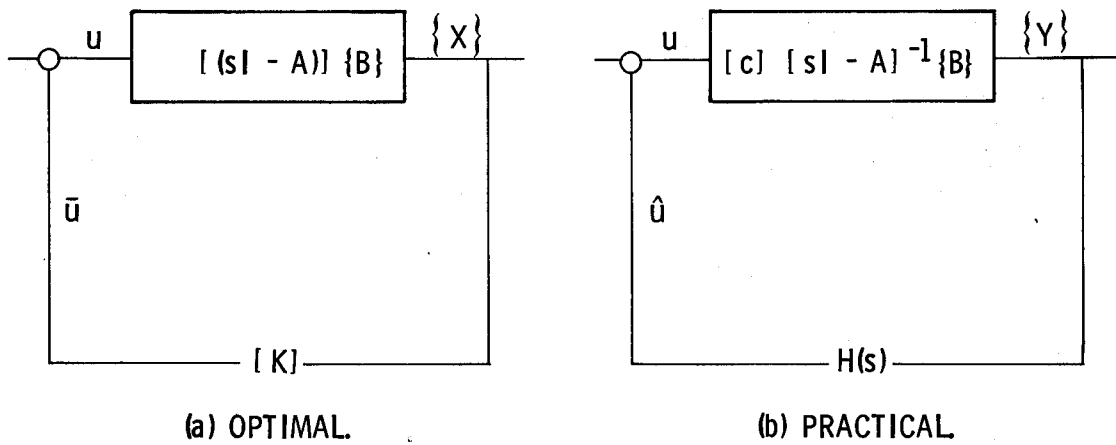 u
[ (sI - A)] {B}
{X}
ū
[ K]
(a) OPTIMAL.
u
[c] [sI - A]⁻¹{B}
{Y}
û
H(s)
(b) PRACTICAL.